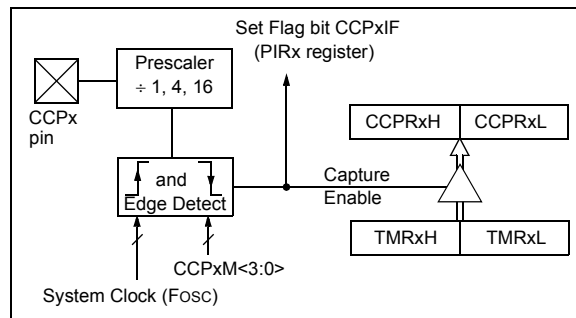 Set Flag bit CCPxIF
(PIRx register)
Prescaler
÷ 1, 4, 16
CCPx
pin
CCPRxH CCPRxL
and
Edge Detect
Capture
Enable
TMRxH TMRxL
CCPxM<3:0>
System Clock (FOSC)